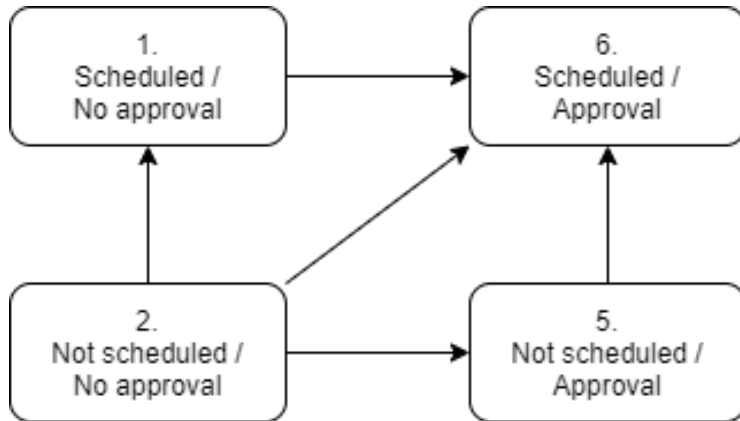 1.
Scheduled /
No approval
6.
Scheduled /
Approval
2.
Not scheduled /
No approval
5.
Not scheduled /
Approval